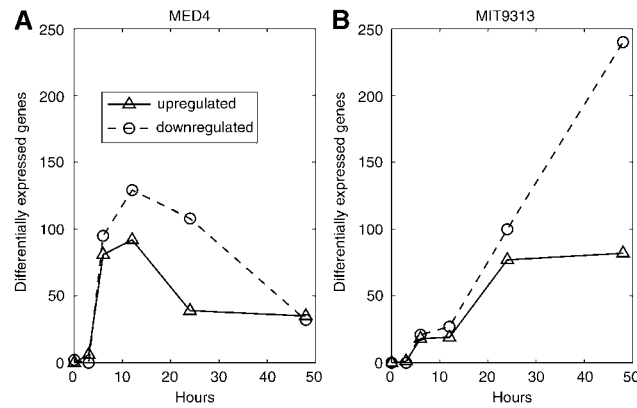 A
MED4
Differentially expressed genes
250
200
150
100
50
0
upregulated
downregulated
0 10 20 30 40 50
Hours
B
MIT9313
Differentially expressed genes
250
200
150
100
50
0
0 10 20 30 40 50
Hours